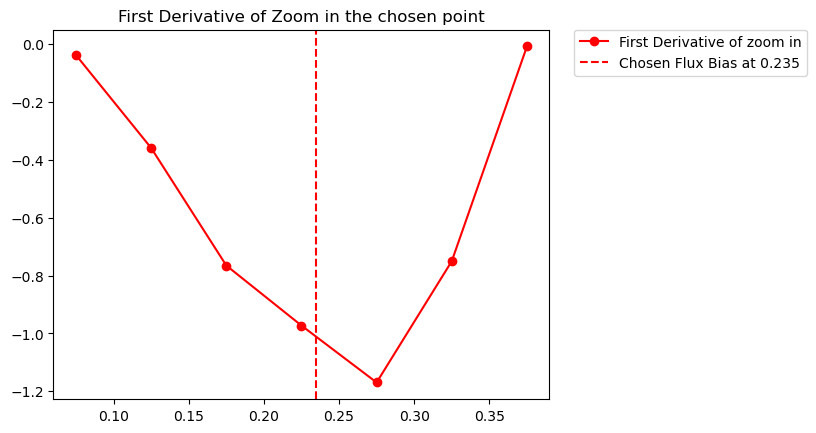 First Derivative of Zoom in the chosen point
First Derivative of zoom in
Chosen Flux Bias at 0.235
0.0
−0.2
−0.4
−0.6
−0.8
−1.0
−1.2
0.10 0.15 0.20 0.25 0.30 0.35